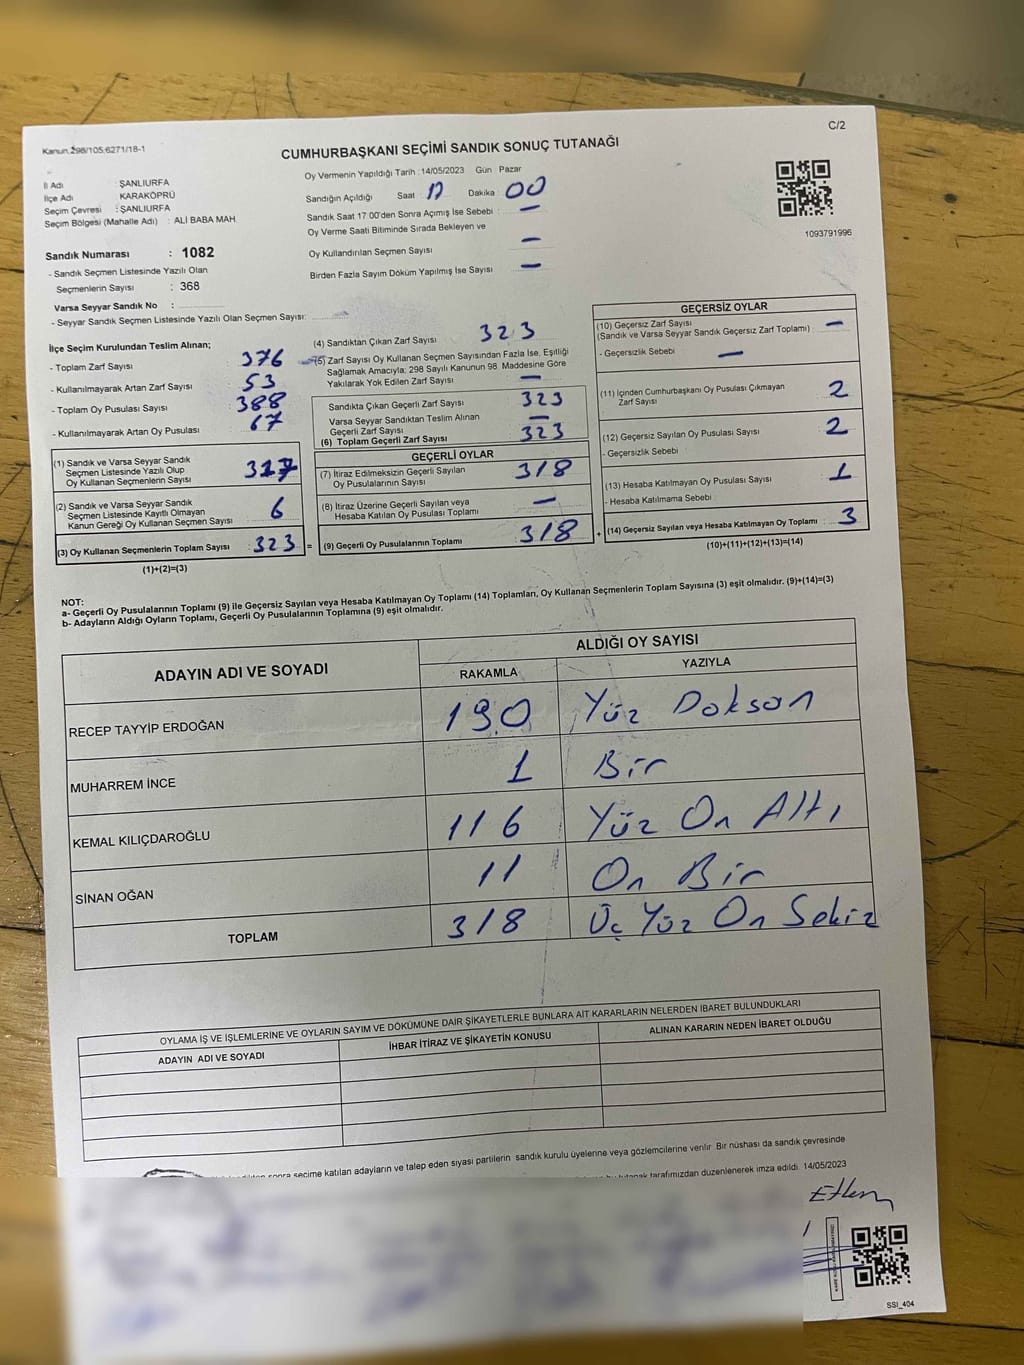 Kanun.298/105;6271/18-1
C/2
CUMHURBAŞKANI SEÇİMİ SANDIK SONUÇ TUTANAĞI
İl Adı : ŞANLIURFA
İlçe Adı KARAKÖPRÜ
Seçim Çevresi : ŞANLIURFA
Seçim Bölgesi (Mahalle Adı) : ALİ BABA MAH.
Sandık Numarası : 1082
- Sandık Seçmen Listesinde Yazılı Olan
Seçmenlerin Sayısı : 368
Varsa Seyyar Sandık No :
- Seyyar Sandık Seçmen Listesinde Yazılı Olan Seçmen Sayısı:
Oy Vermenin Yapıldığı Tarih :14/05/2023 Gün Pazar
Sandığın Açıldığı Saat 17 Dakika 00
Sandık Saat 17:00'den Sonra Açımış İse Sebebi : —
Oy Verme Saati Bitiminde Sırada Bekleyen ve
Oy Kullandırılan Seçmen Sayısı —
Birden Fazla Sayım Döküm Yapılmış İse Sayısı —
1093791996
İlçe Seçim Kurulundan Teslim Alınan;
- Toplam Zarf Sayısı 376
- Kullanılmayarak Artan Zarf Sayısı 53
- Toplam Oy Pusulası Sayısı 388
- Kullanılmayarak Artan Oy Pusulası 67
(1) Sandık ve Varsa Seyyar Sandık
Seçmen Listesinde Yazılı Olup
Oy Kullanan Seçmenlerin Sayısı
(2) Sandık ve Varsa Seyyar Sandık
Seçmen Listesinde Kayıtlı Olmayan
Kanun Gereği Oy Kullanan Seçmen Sayısı 6
(3) Oy Kullanan Seçmenlerin Toplam Sayısı : 323 =
(1)+(2)=(3)
(4) Sandıktan Çıkan Zarf Sayısı 323
(5) Zarf Sayısı Oy Kullanan Seçmen Sayısından Fazla İse, Eşitliği
Sağlamak Amacıyla; 298 Sayılı Kanunun 98. Maddesine Göre
Yakılarak Yok Edilen Zarf Sayısı —
Sandıkta Çıkan Geçerli Zarf Sayısı 323
Varsa Seyyar Sandıktan Teslim Alınan
Geçerli Zarf Sayısı —
(6) Toplam Geçerli Zarf Sayısı 323
GEÇERLİ OYLAR
(7) İtiraz Edilmeksizin Geçerli Sayılan
Oy Pusulalarının Sayısı 318
(8) İtiraz Üzerine Geçerli Sayılan veya
Hesaba Katılan Oy Pusulası Toplamı —
(9) Geçerli Oy Pusulalarının Toplamı 318 +
GEÇERSİZ OYLAR
(10) Geçersiz Zarf Sayısı
(Sandık ve Varsa Seyyar Sandık Geçersiz Zarf Toplamı) —
- Geçersizlik Sebebi —
(11) İçinden Cumhurbaşkanı Oy Pusulası Çıkmayan
Zarf Sayısı 2
(12) Geçersiz Sayılan Oy Pusulası Sayısı 2
- Geçersizlik Sebebi
(13) Hesaba Katılmayan Oy Pusulası Sayısı 1
- Hesaba Katılmama Sebebi
(14) Geçersiz Sayılan veya Hesaba Katılmayan Oy Toplamı : 3
(10)+(11)+(12)+(13)=(14)
NOT:
a- Geçerli Oy Pusulalarının Toplamı (9) ile Geçersiz Sayılan veya Hesaba Katılmayan Oy Toplamı (14) Toplamları, Oy Kullanan Seçmenlerin Toplam Sayısına (3) eşit olmalıdır. (9)+(14)=(3)
b- Adayların Aldığı Oyların Toplamı, Geçerli Oy Pusulalarının Toplamına (9) eşit olmalıdır.
ADAYIN ADI VE SOYADI
ALDIĞI OY SAYISI
RAKAMLA YAZIYLA
RECEP TAYYİP ERDOĞAN 190 Yüz Doksan
MUHARREM İNCE 1 Bir
KEMAL KILIÇDAROĞLU 116 Yüz On Altı
SİNAN OĞAN 11 On Bir
TOPLAM 318 Üç Yüz On Sekiz
OYLAMA İŞ VE İŞLEMLERİNE VE OYLARIN SAYIM VE DÖKÜMÜNE DAİR ŞİKAYETLERLE BUNLARA AİT KARARLARIN NELERDEN İBARET BULUNDUKLARI
ADAYIN ADI VE SOYADI İHBAR İTİRAZ VE ŞİKAYETİN KONUSU ALINAN KARARIN NEDEN İBARET OLDUĞU
sonra seçime katılan adayların ve talep eden siyasi partilerin sandık kurulu üyelerine veya gözlemcilerine verilir. Bir nüshası da sandık çevresinde
tutanak tarafımızdan düzenlenerek imza edildi. 14/05/2023
SSI_404